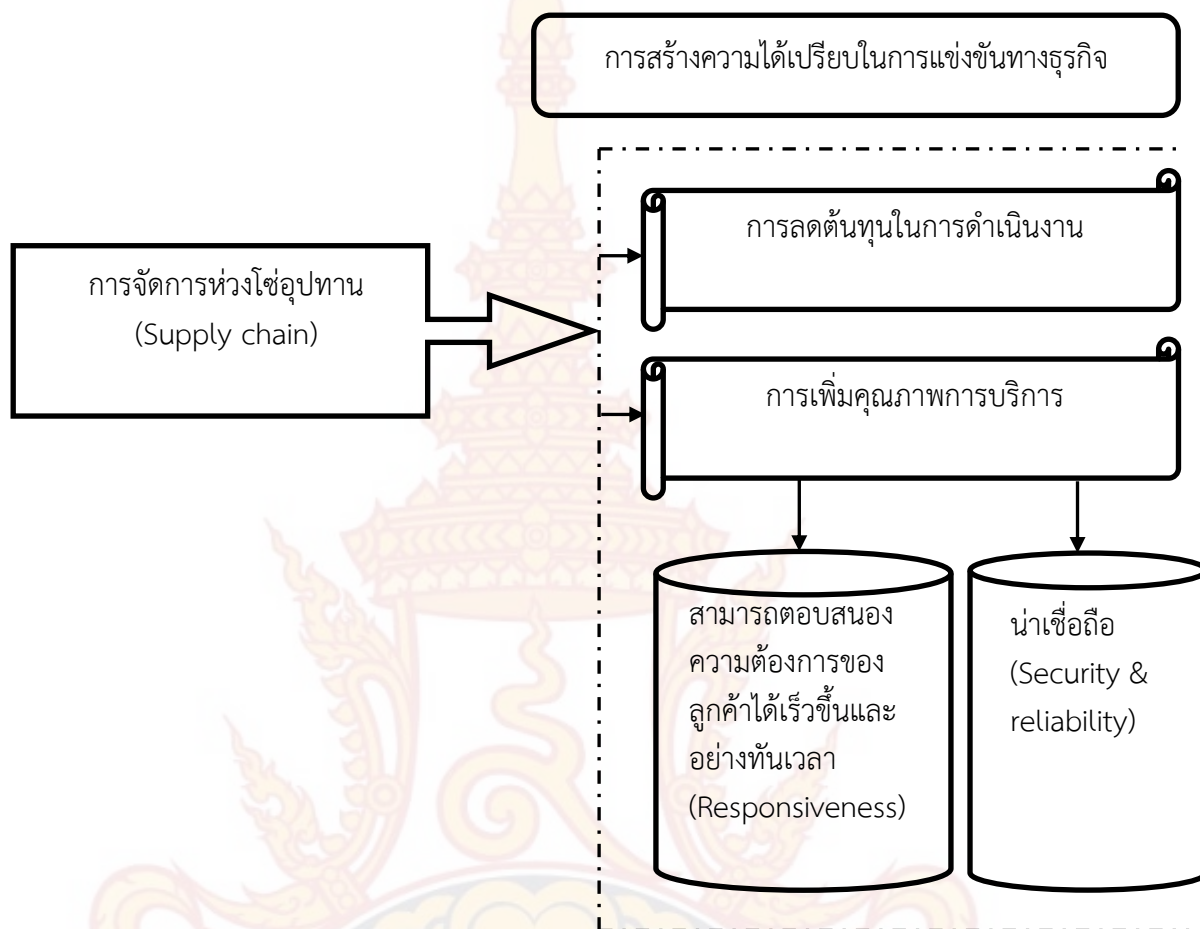 การสร้างความได้เปรียบในการแข่งขันทางธุรกิจ
การลดต้นทุนในการดำเนินงาน
การจัดการห่วงโซ่อุปทาน
(Supply chain)
การเพิ่มคุณภาพการบริการ
สามารถตอบสนอง
ความต้องการของ
ลูกค้าได้เร็วขึ้นและ
อย่างทันเวลา
(Responsiveness)
น่าเชื่อถือ
(Security &
reliability)